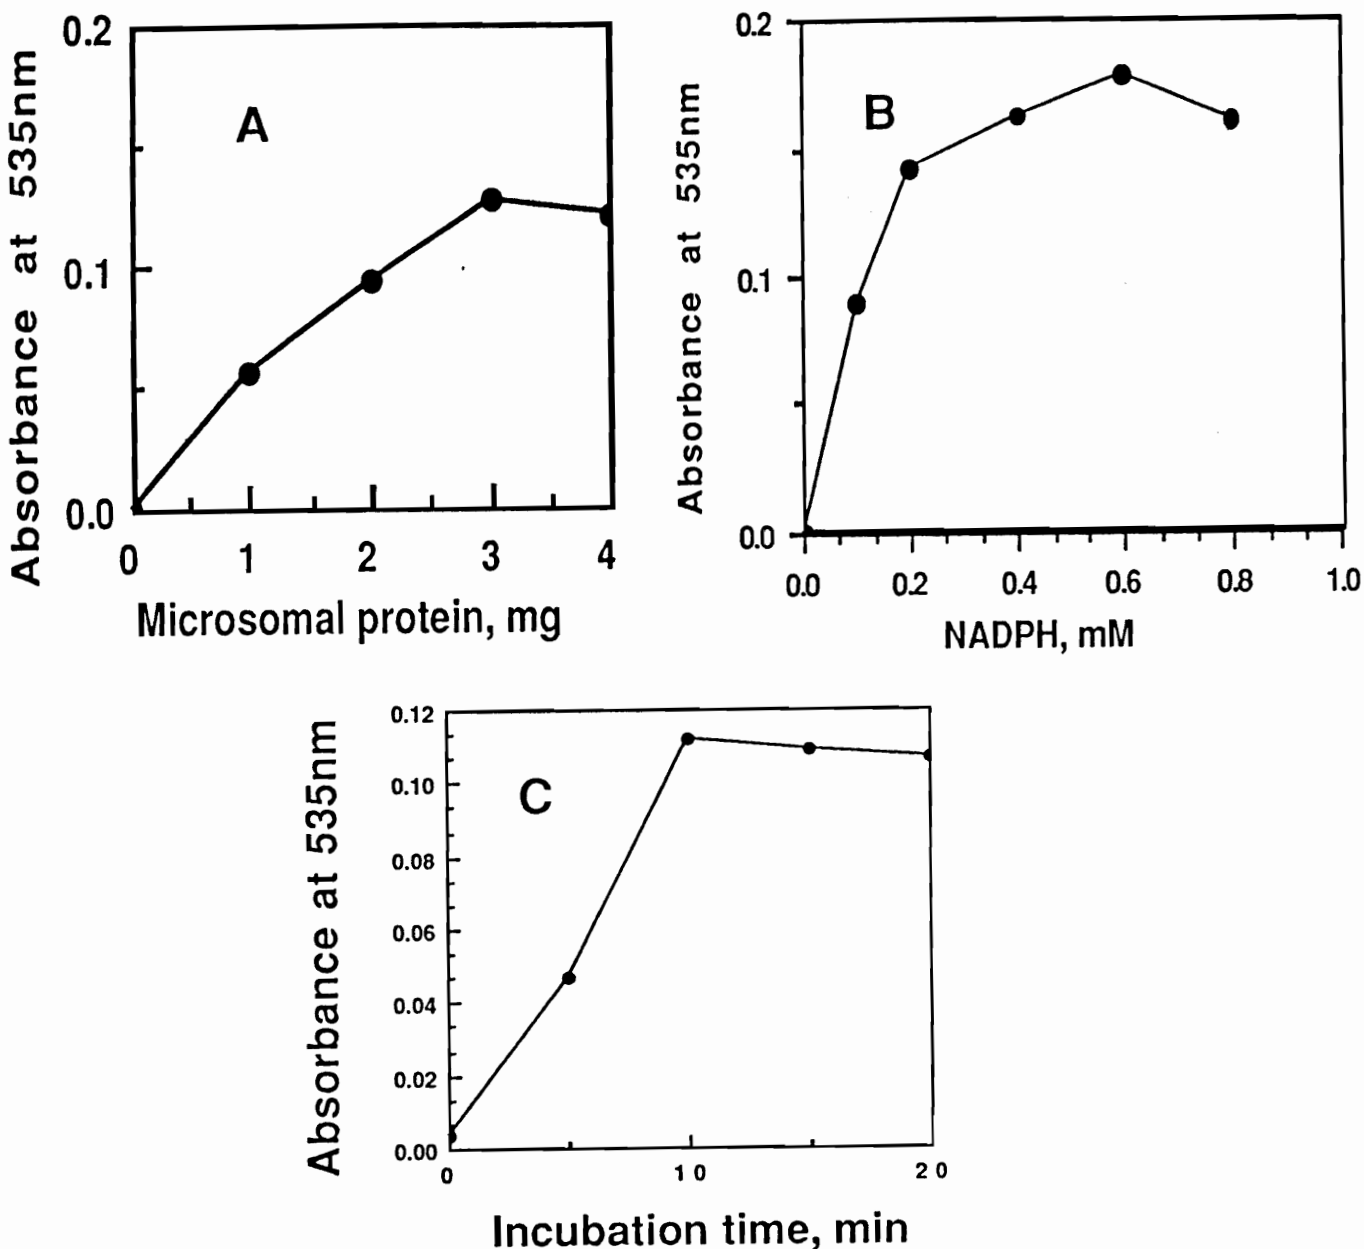 Absorbance at 535nm
0.2
0.1
0.0
A
0 1 2 3 4
Microsomal protein, mg
Absorbance at 535nm
0.2
0.1
0.0
B
0.0 0.2 0.4 0.6 0.8 1.0
NADPH, mM
Absorbance at 535nm
0.12
0.10
0.08
0.06
0.04
0.02
0.00
C
0 10 20
Incubation time, min